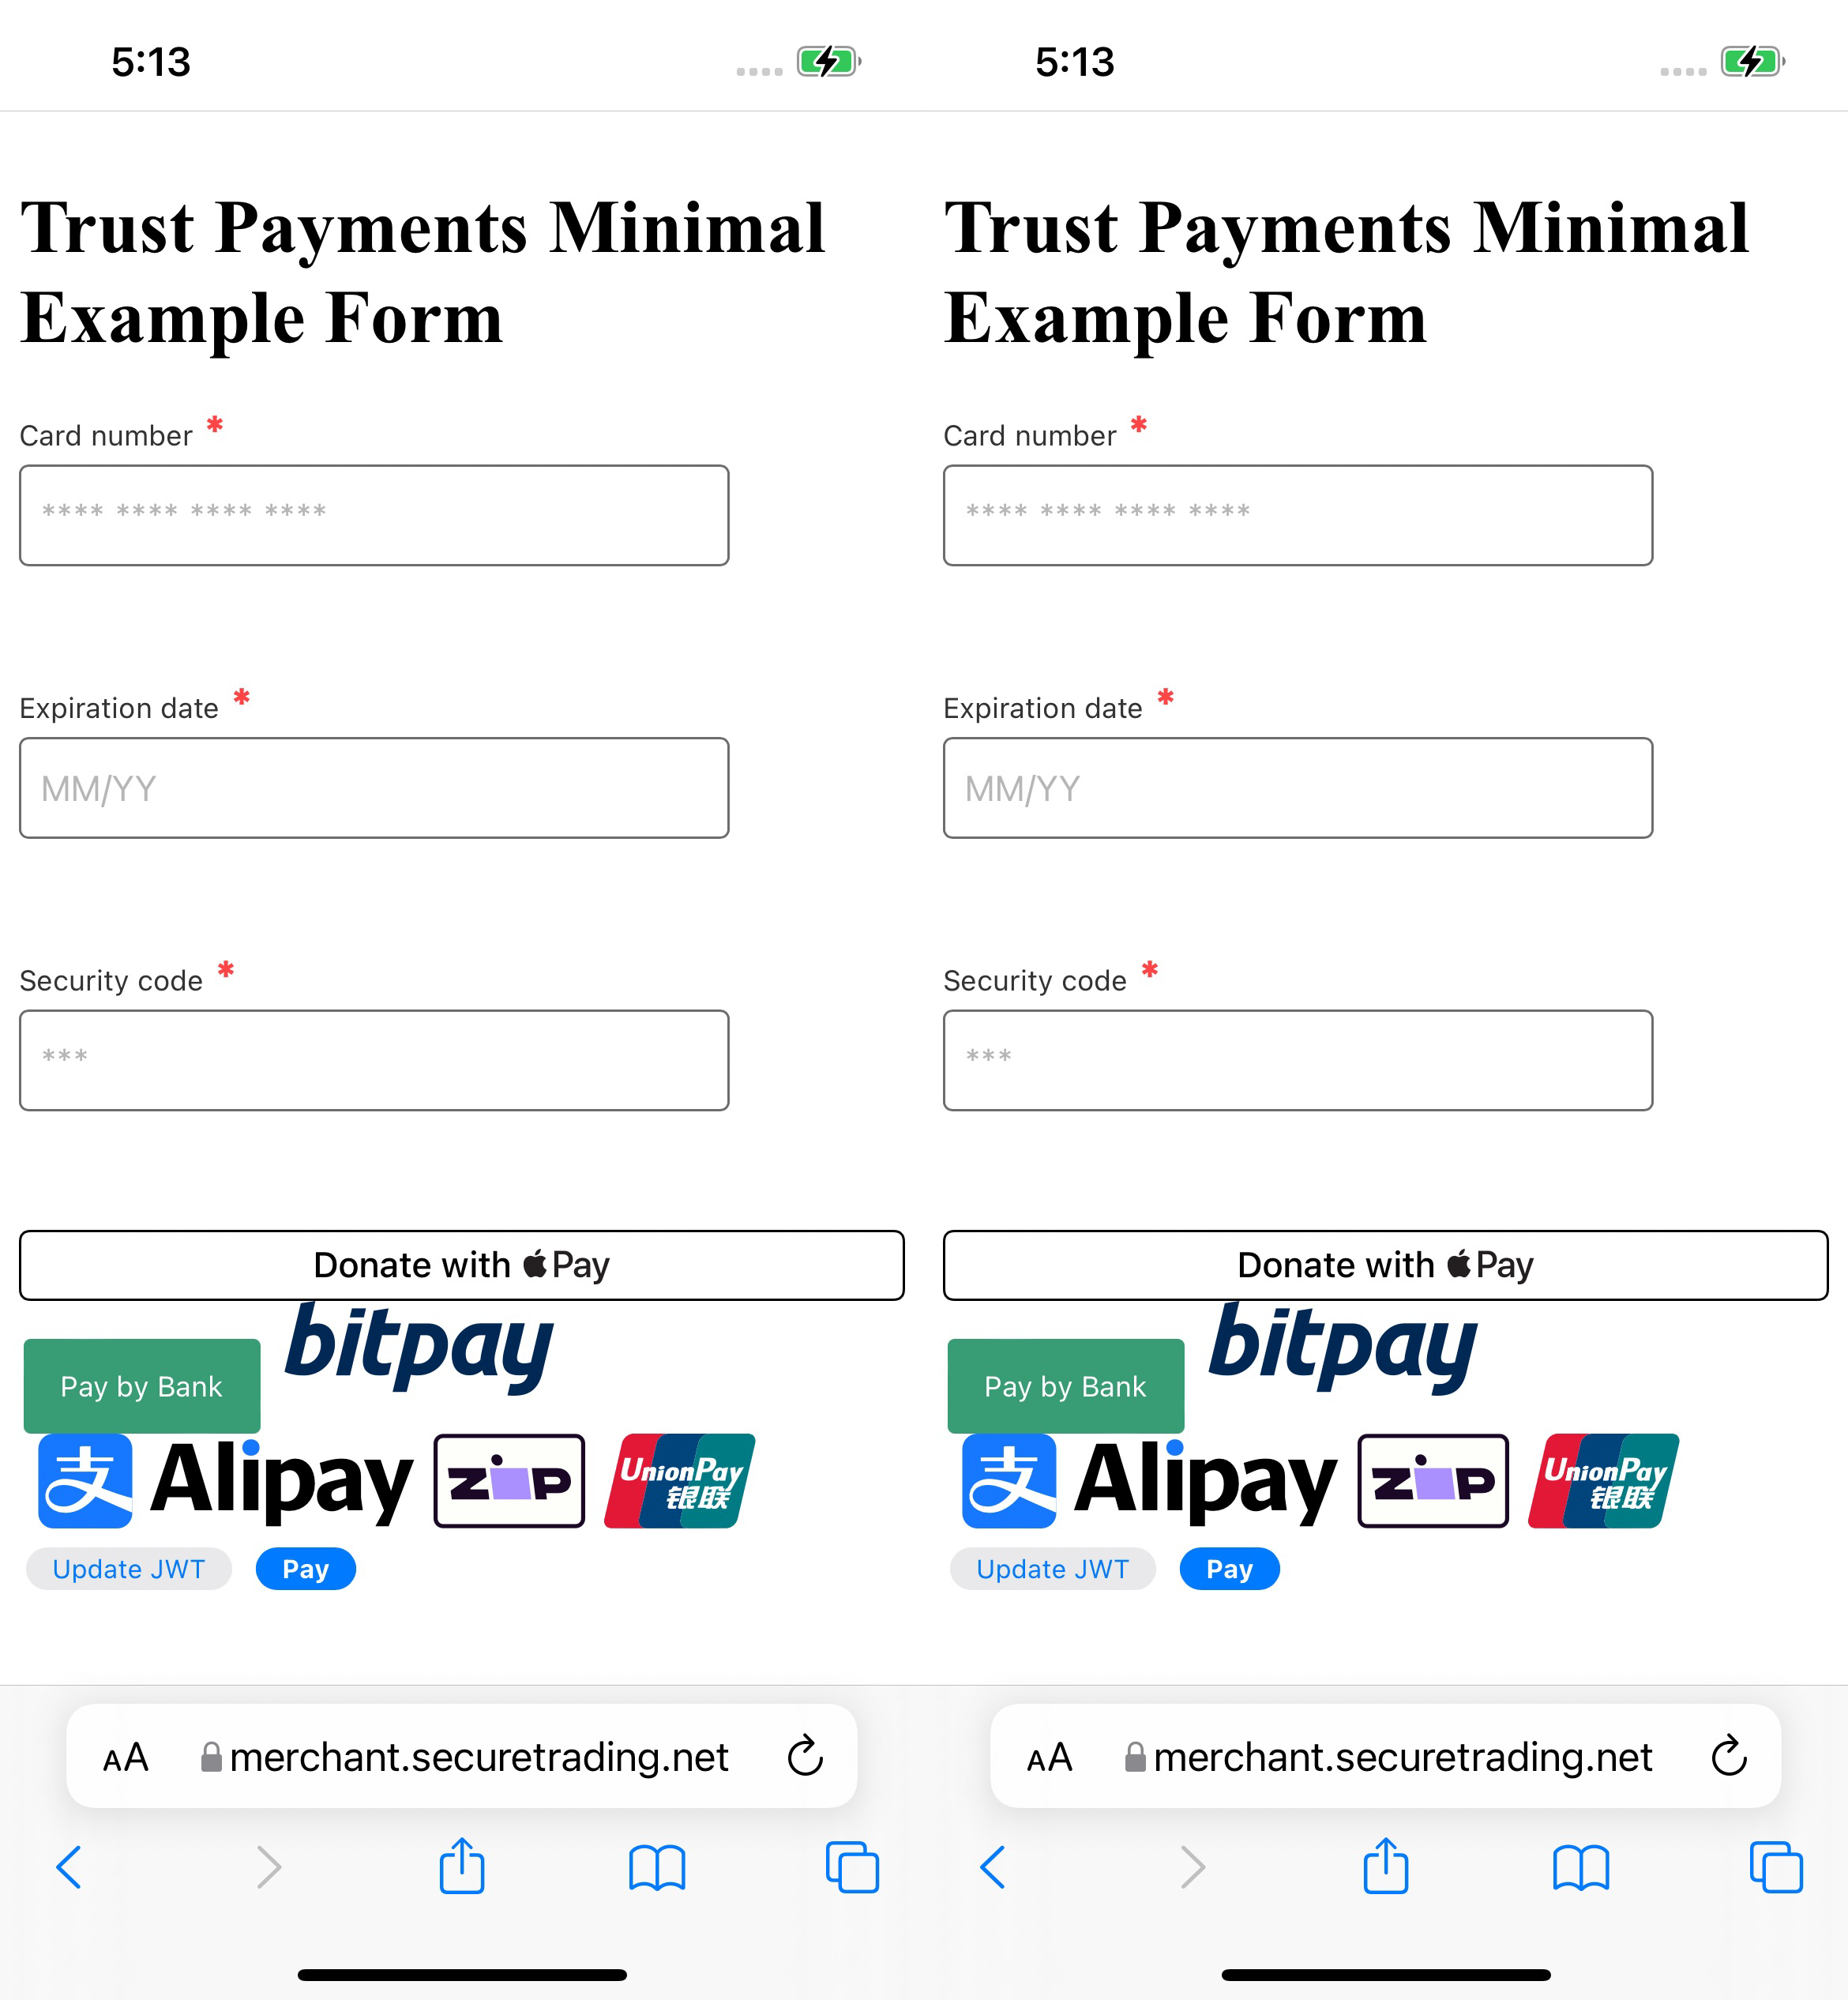 5:13
Trust Payments Minimal
Example Form
Card number *
**** **** **** ****
Expiration date *
MM/YY
Security code *
***
Donate with Pay
bitpay
Pay by Bank
支 Alipay zip UnionPay
银联
Update JWT Pay
AA merchant.securetrading.net
5:13
Trust Payments Minimal
Example Form
Card number *
**** **** **** ****
Expiration date *
MM/YY
Security code *
***
Donate with Pay
bitpay
Pay by Bank
支 Alipay zip UnionPay
银联
Update JWT Pay
AA merchant.securetrading.net